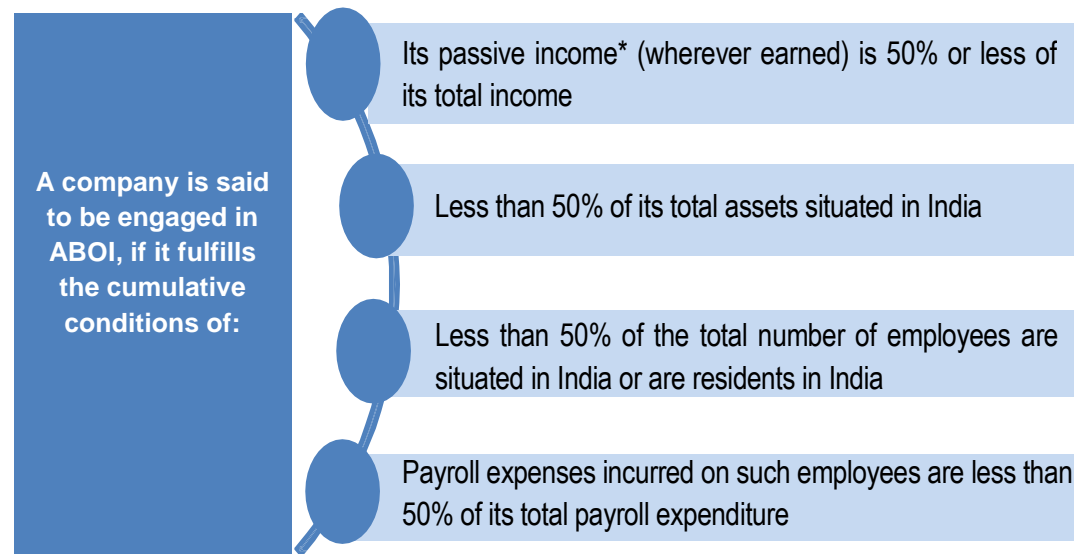 A company is said
to be engaged in
ABOI, if it fulfills
the cumulative
conditions of:
Its passive income* (wherever earned) is 50% or less of
its total income
Less than 50% of its total assets situated in India
Less than 50% of the total number of employees are
situated in India or are residents in India
Payroll expenses incurred on such employees are less than
50% of its total payroll expenditure